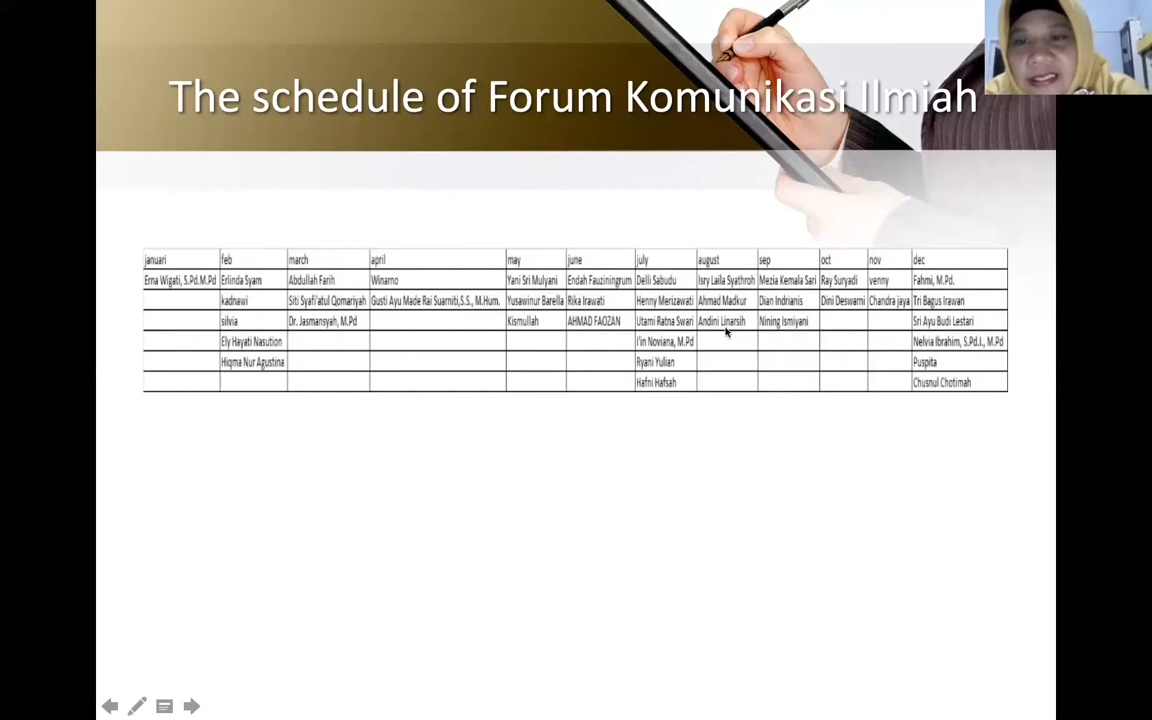 The schedule of Forum Komunikasi Ilmiah
januari feb march april may june july august sep oct nov dec
Erna Wigati, S.Pd.M.Pd Erlinda Syam Abdullah Farih Winarno Yani Sri Mulyani Endah Fauziningrum Delli Sabudu Isry Laila Syathroh Mezia Kemala Sari Ray Suryadi venny Fahmi, M.Pd.
kadnawi Siti Syafi'atul Qomariyah Gusti Ayu Made Rai Suarniti,S.S., M.Hum. Yusawinur Barella Rika Irawati Henny Merizawati Ahmad Madkur Dian Indrianis Dini Deswarni Chandra jaya Tri Bagus Irawan
silvia Dr. Jasmansyah, M.Pd Kismullah AHMAD FAOZAN Utami Ratna Swari Andini Linarsih Nining Ismiyani Sri Ayu Budi Lestari
Ely Hayati Nasution I'in Noviana, M.Pd Nelvia Ibrahim, S.Pd.I., M.Pd
Hiqma Nur Agustina Ryani Yulian Puspita
Hafni Hafsah Chusnul Chotimah